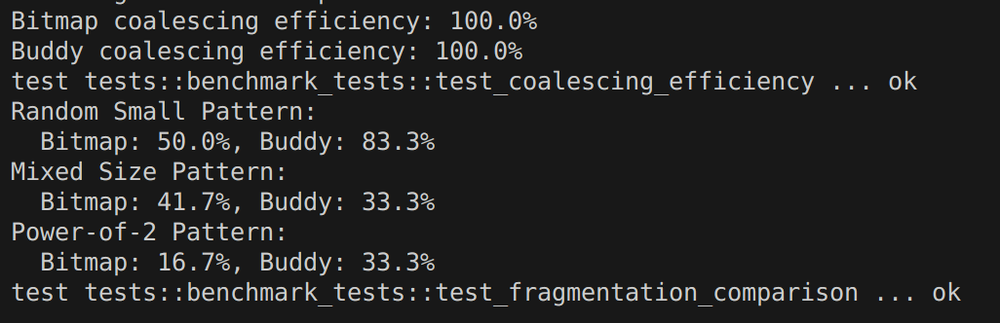 Bitmap coalescing efficiency: 100.0%
Buddy coalescing efficiency: 100.0%
test tests::benchmark_tests::test_coalescing_efficiency ... ok
Random Small Pattern:
  Bitmap: 50.0%, Buddy: 83.3%
Mixed Size Pattern:
  Bitmap: 41.7%, Buddy: 33.3%
Power-of-2 Pattern:
  Bitmap: 16.7%, Buddy: 33.3%
test tests::benchmark_tests::test_fragmentation_comparison ... ok